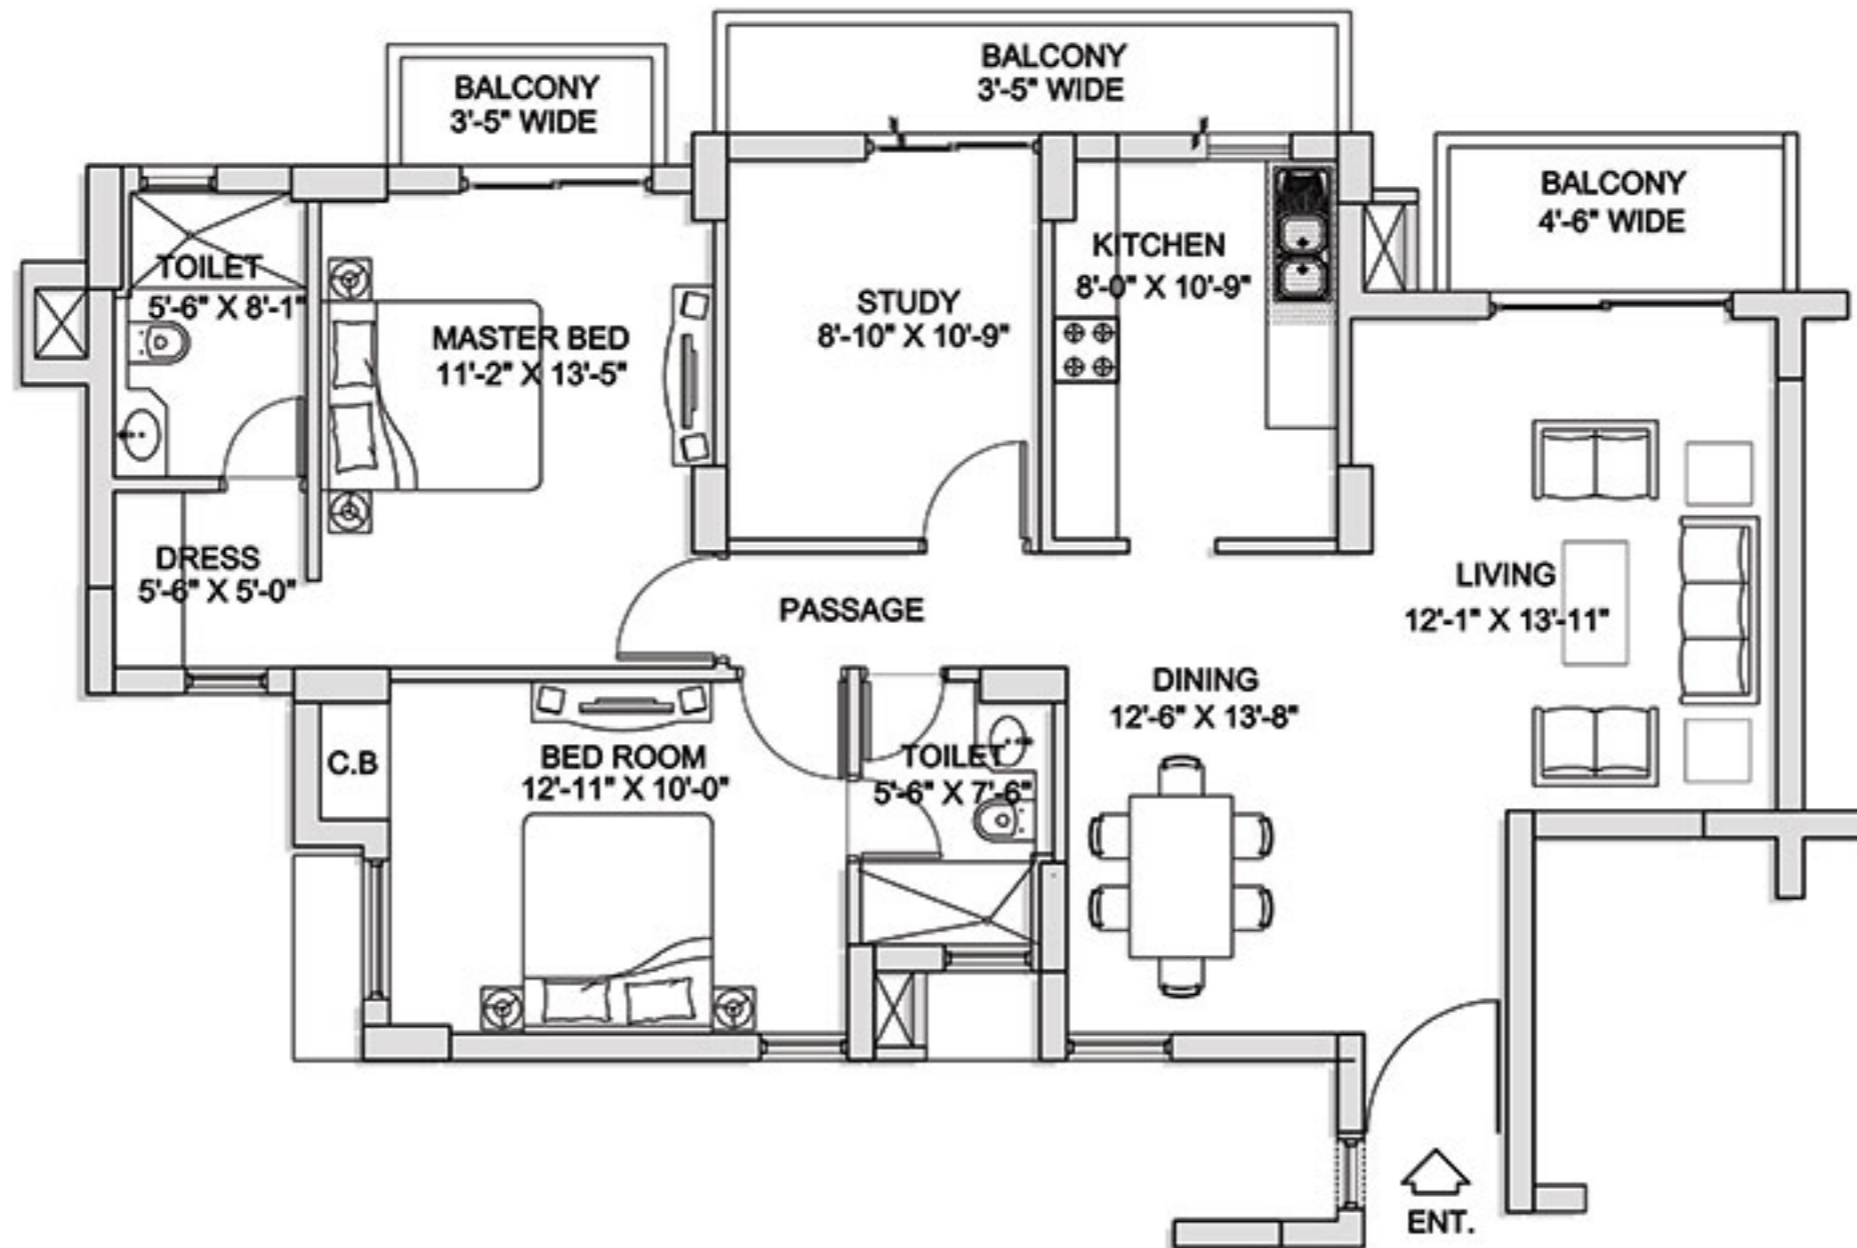 BALCONY
3'-5" WIDE
BALCONY
3'-5" WIDE
BALCONY
4'-6" WIDE
TOILET
5'-6" X 8'-1"
MASTER BED
11'-2" X 13'-5"
STUDY
8'-10" X 10'-9"
KITCHEN
8'-0" X 10'-9"
DRESS
5'-6" X 5'-0"
PASSAGE
LIVING
12'-1" X 13'-11"
DINING
12'-6" X 13'-8"
C.B
BED ROOM
12'-11" X 10'-0"
TOILET
5'-6" X 7'-6"
ENT.